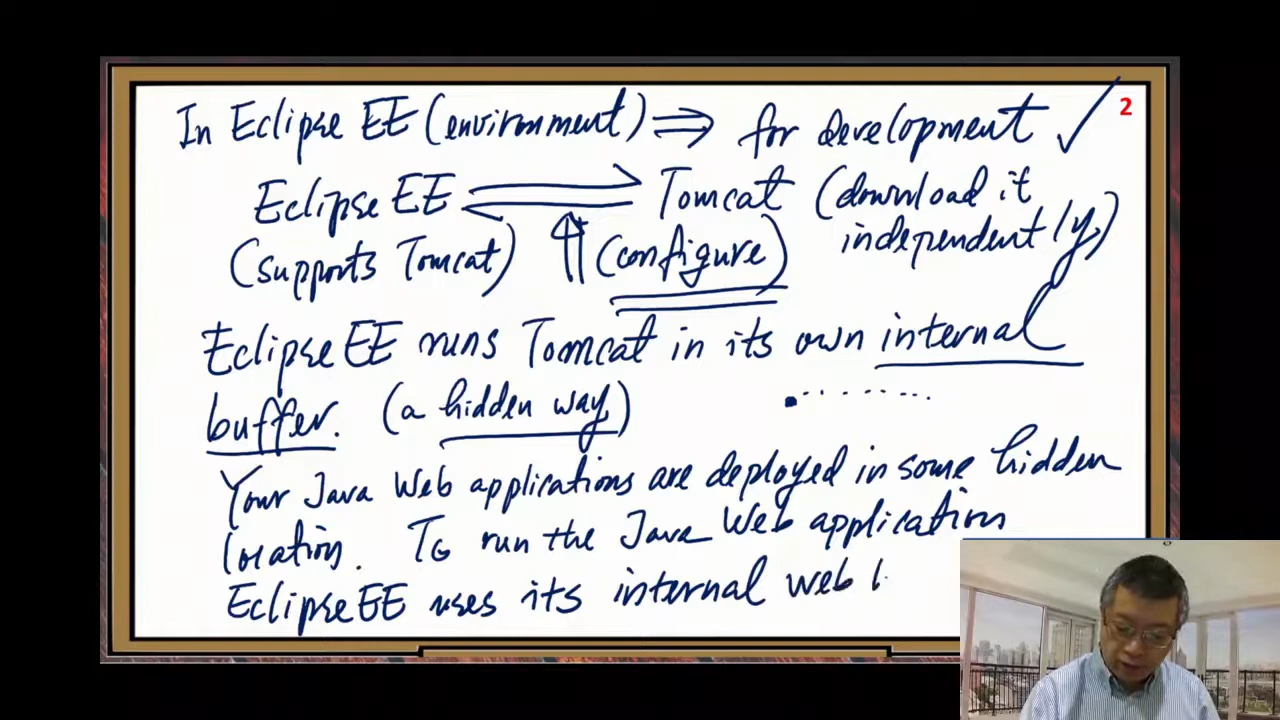 In Eclipse EE (environment) ⇒ for development ✓ 2
Eclipse EE ⇌ Tomcat (download it
(supports Tomcat) ⇑ (configure) independently)
Eclipse EE runs Tomcat in its own internal
buffer. (a hidden way)
Your Java Web applications are deployed in some hidden
location. To run the Java Web application
Eclipse EE uses its internal web